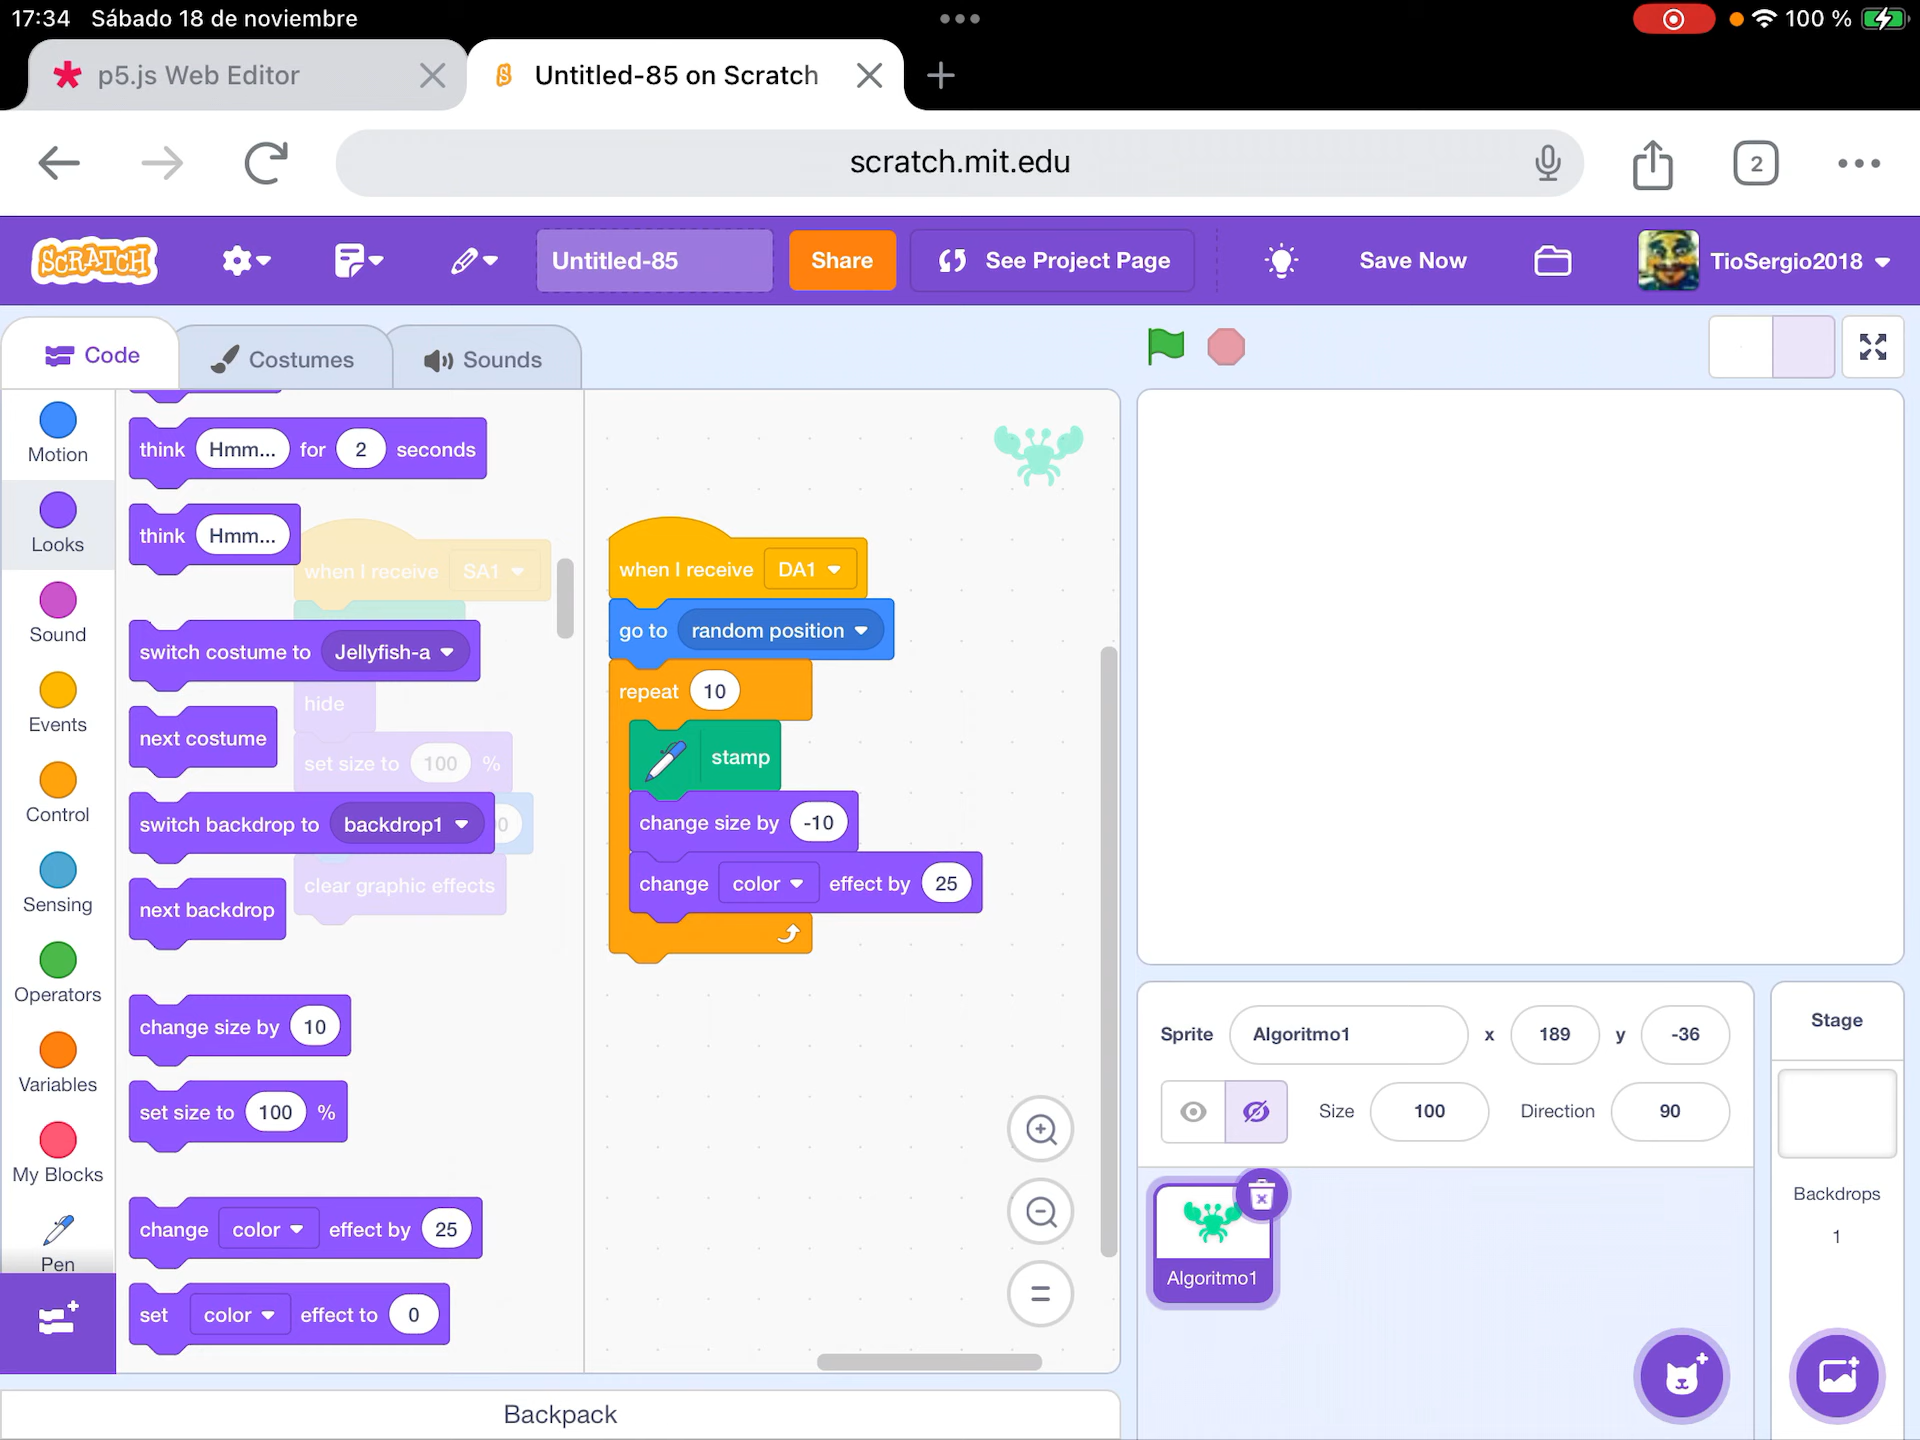 17:34 Sábado 18 de noviembre
100 %
p5.js Web Editor
Untitled-85 on Scratch
scratch.mit.edu
2
SCRATCH
Untitled-85
Share
See Project Page
Save Now
TioSergio2018
Code
Costumes
Sounds
Motion
Looks
Sound
Events
Control
Sensing
Operators
Variables
My Blocks
Pen
think Hmm... for 2 seconds
think Hmm...
switch costume to Jellyfish-a
next costume
switch backdrop to backdrop1
next backdrop
change size by 10
set size to 100 %
change color effect by 25
set color effect to 0
when I receive SA1
hide
set size to 100 %
0
clear graphic effects
when I receive DA1
go to random position
repeat 10
stamp
change size by -10
change color effect by 25
Sprite Algoritmo1 x 189 y -36
Size 100 Direction 90
Algoritmo1
Stage
Backdrops
1
Backpack